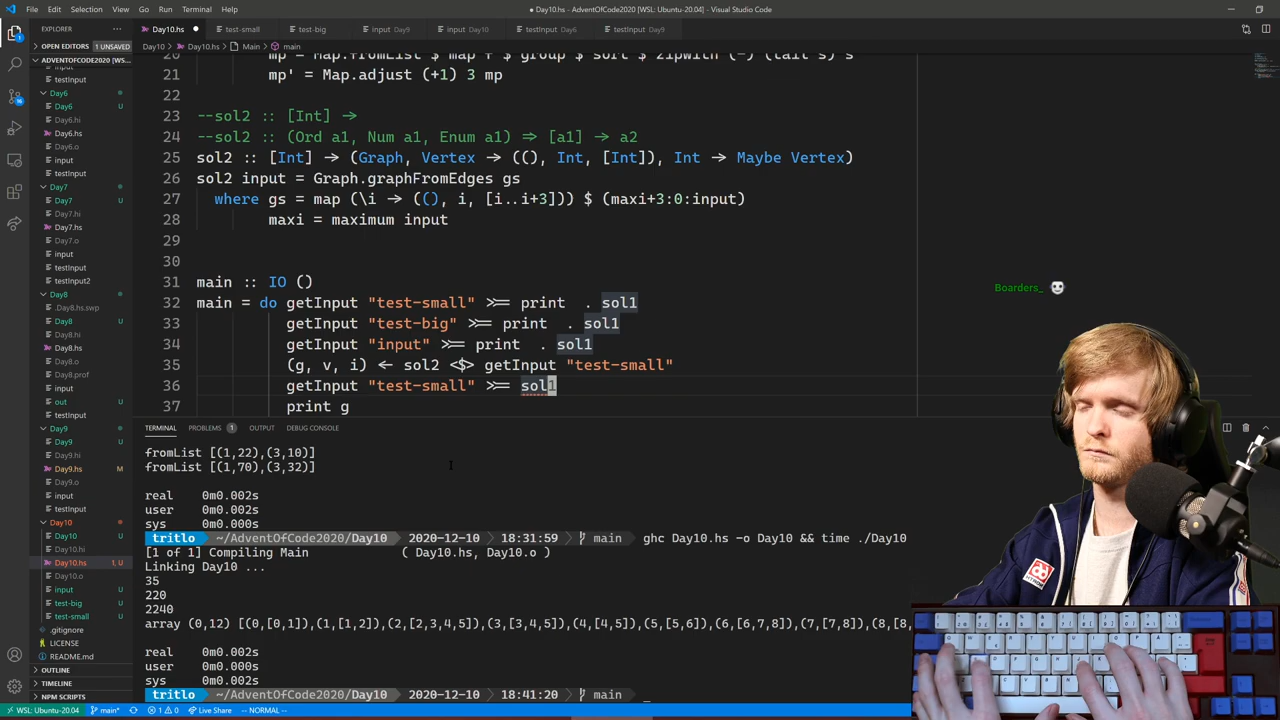 File Edit Selection View Go Run Terminal Help
● Day10.hs - AdventOfCode2020 [WSL: Ubuntu-20.04] - Visual Studio Code
EXPLORER
Day10.hs
test-small
test-big
input Day9
input Day10
testInput Day6
testInput Day9
Day10 > Day10.hs > Main > main
OPEN EDITORS 1 UNSAVED
ADVENTOFCODE2020 [WS...
testInput
Day6
Day6
Day6.hi
Day6.hs
Day6.o
input
testInput
Day7
Day7
Day7.hi
Day7.hs
Day7.o
input
testInput
testInput2
Day8
.Day8.hs.swp
Day8
Day8.hi
Day8.hs
Day8.o
Day8.prof
input
out
testInput
Day9
Day9
Day9.hi
Day9.hs M
Day9.o
input
testInput
Day10
Day10 U
Day10.hi
Day10.hs 1, U
Day10.o
input U
test-big U
test-small U
.gitignore
LICENSE
README.md
OUTLINE
TIMELINE
NPM SCRIPTS
20 mp = Map.fromList $ map f $ group $ sort $ zipWith (-) (tail s) s
21 mp' = Map.adjust (+1) 3 mp
22
23 --sol2 :: [Int] →
24 --sol2 :: (Ord a1, Num a1, Enum a1) ⇒ [a1] → a2
25 sol2 :: [Int] → (Graph, Vertex → ((), Int, [Int]), Int → Maybe Vertex)
26 sol2 input = Graph.graphFromEdges gs
27 where gs = map (\i → ((), i, [i..i+3])) $ (maxi+3:0:input)
28 maxi = maximum input
29
30
31 main :: IO ()
32 main = do getInput "test-small" >>= print . sol1
33 getInput "test-big" >>= print . sol1
34 getInput "input" >>= print . sol1
35 (g, v, i) ← sol2 <$> getInput "test-small"
36 getInput "test-small" >>= sol1
37 print g
Boarders_
TERMINAL PROBLEMS 1 OUTPUT DEBUG CONSOLE
fromList [(1,22),(3,10)]
fromList [(1,70),(3,32)]
real 0m0.002s
user 0m0.002s
sys 0m0.000s
tritlo ~/AdventOfCode2020/Day10 2020-12-10 18:31:59 main ghc Day10.hs -o Day10 && time ./Day10
[1 of 1] Compiling Main ( Day10.hs, Day10.o )
Linking Day10 ...
35
220
2240
array (0,12) [(0,[0,1]),(1,[1,2]),(2,[2,3,4,5]),(3,[3,4,5]),(4,[4,5]),(5,[5,6]),(6,[6,7,8]),(7,[7,8]),(8,[8,
real 0m0.002s
user 0m0.000s
sys 0m0.002s
tritlo ~/AdventOfCode2020/Day10 2020-12-10 18:41:20 main
WSL: Ubuntu-20.04 main* 1 0 Live Share -- NORMAL --